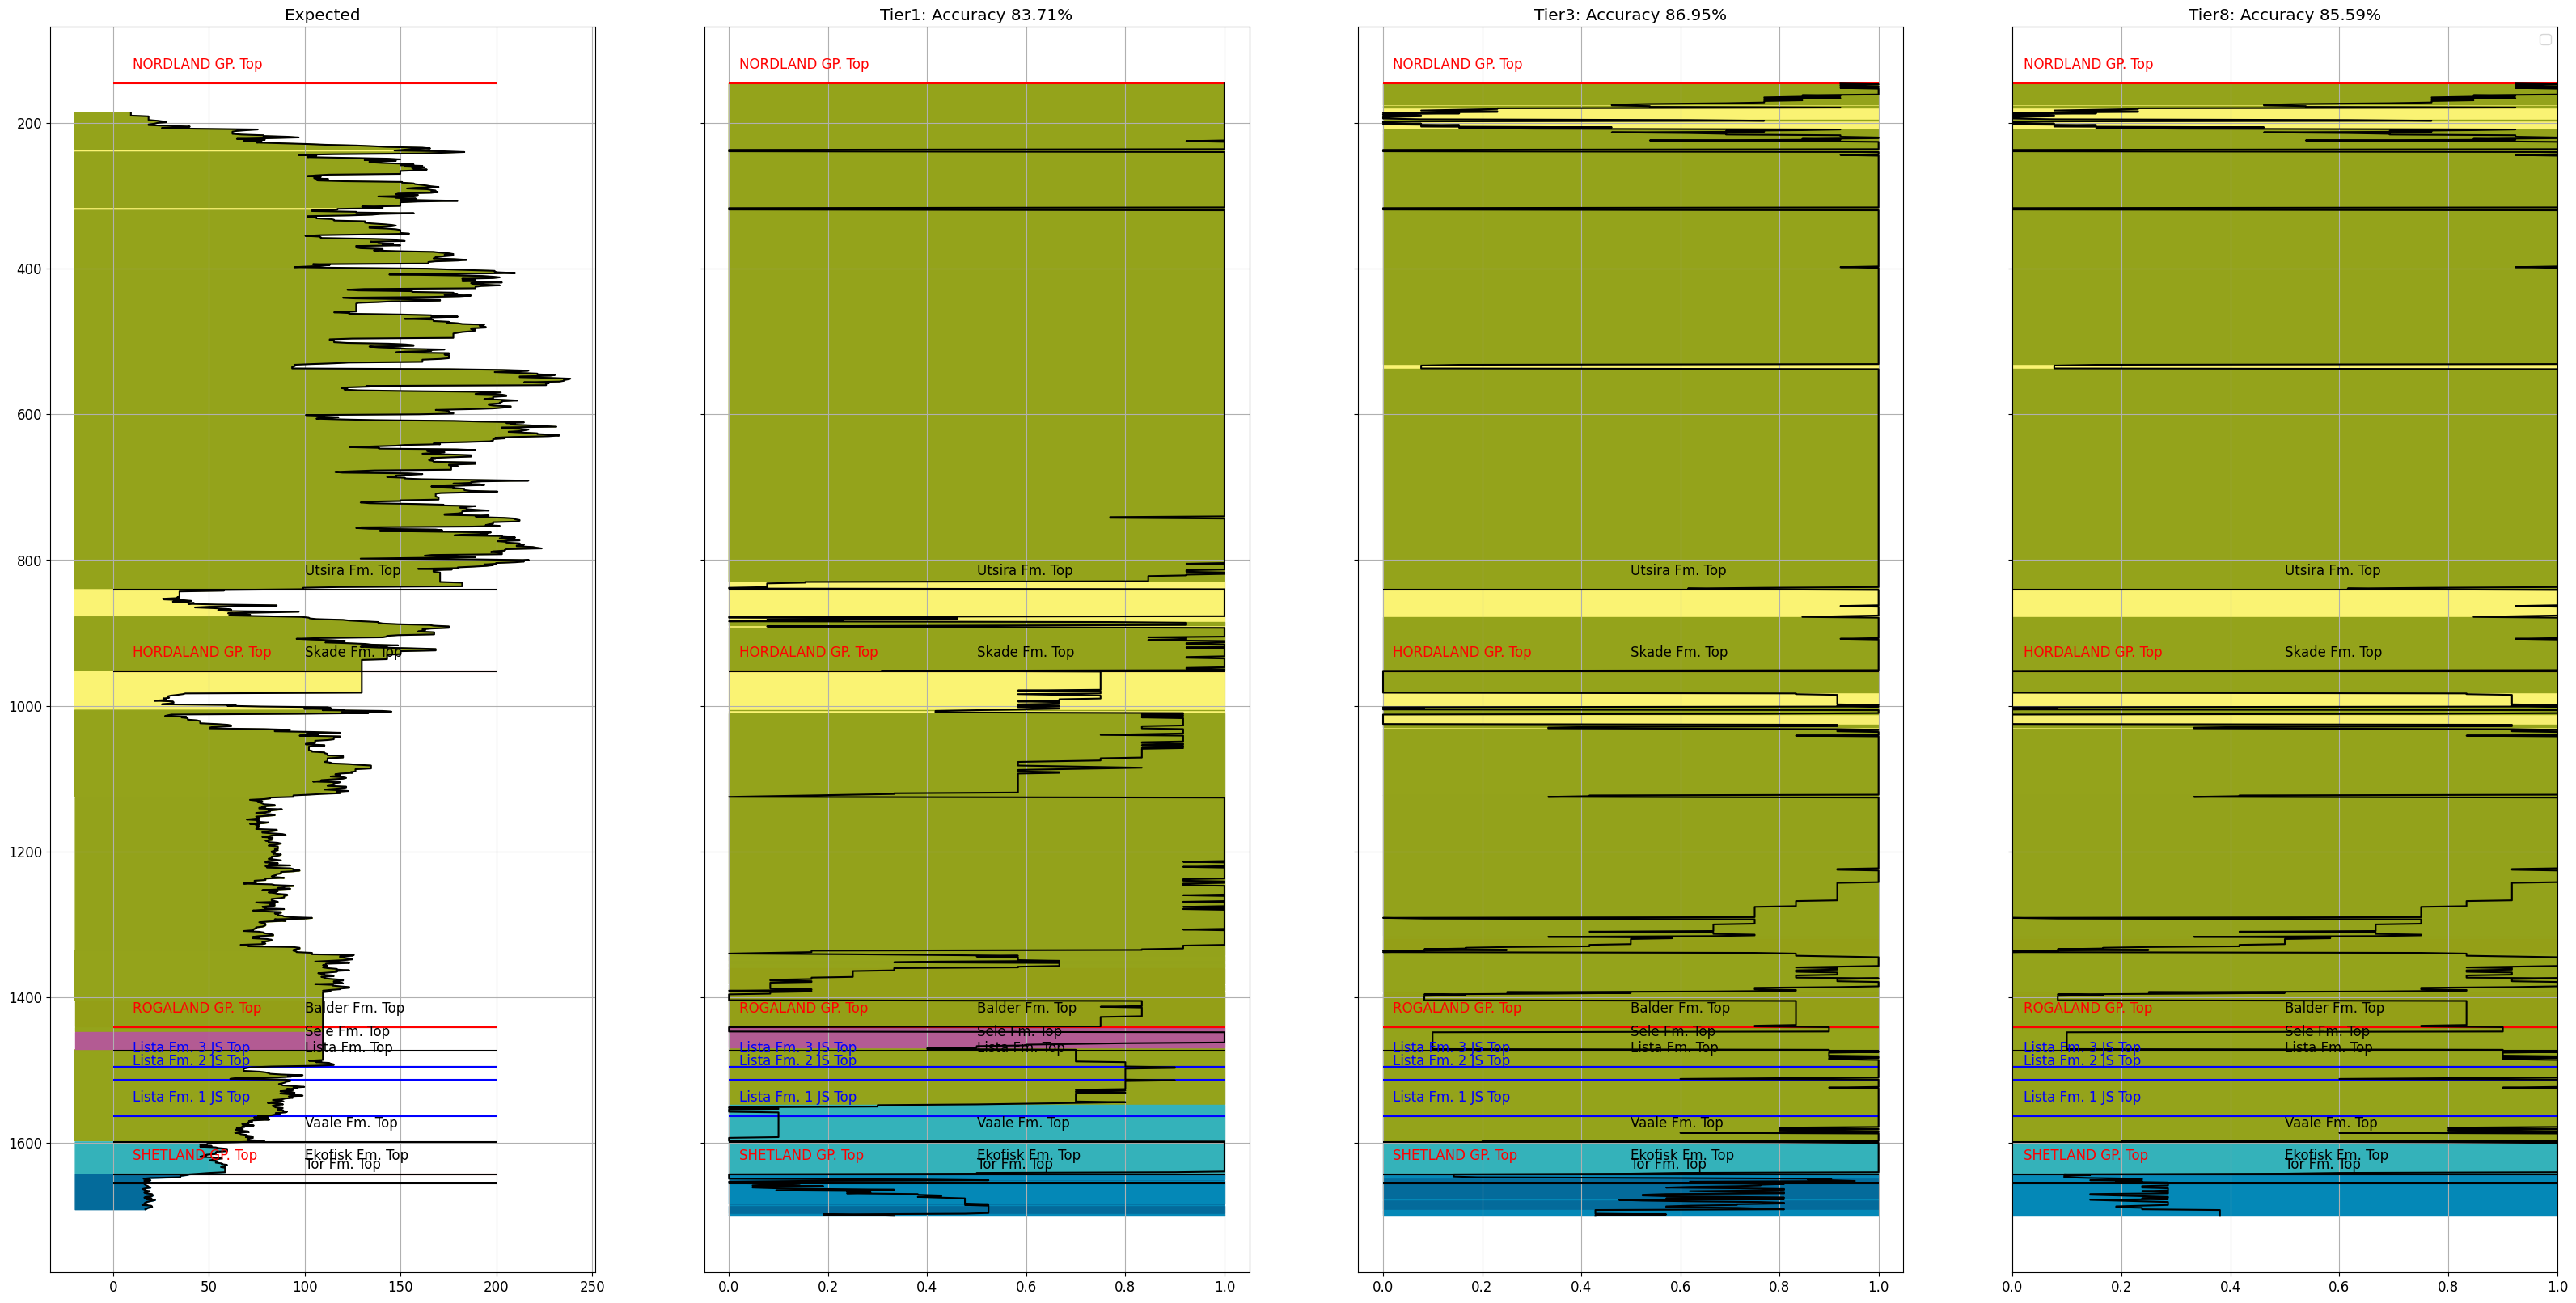 Expected
Tier1: Accuracy 83.71%
Tier3: Accuracy 86.95%
Tier8: Accuracy 85.59%
NORDLAND GP. Top
NORDLAND GP. Top
NORDLAND GP. Top
NORDLAND GP. Top
200
400
600
800
Utsira Fm. Top
Utsira Fm. Top
Utsira Fm. Top
Utsira Fm. Top
HORDALAND GP. Top
Skade Fm. Top
HORDALAND GP. Top
Skade Fm. Top
HORDALAND GP. Top
Skade Fm. Top
HORDALAND GP. Top
Skade Fm. Top
1000
1200
1400
ROGALAND GP. Top
Balder Fm. Top
ROGALAND GP. Top
Balder Fm. Top
ROGALAND GP. Top
Balder Fm. Top
ROGALAND GP. Top
Balder Fm. Top
Sele Fm. Top
Sele Fm. Top
Sele Fm. Top
Sele Fm. Top
Lista Fm. 3 JS Top
Lista Fm. Top
Lista Fm. 3 JS Top
Lista Fm. Top
Lista Fm. 3 JS Top
Lista Fm. Top
Lista Fm. 3 JS Top
Lista Fm. Top
Lista Fm. 2 JS Top
Lista Fm. 2 JS Top
Lista Fm. 2 JS Top
Lista Fm. 2 JS Top
Lista Fm. 1 JS Top
Lista Fm. 1 JS Top
Lista Fm. 1 JS Top
Lista Fm. 1 JS Top
Vaale Fm. Top
Vaale Fm. Top
Vaale Fm. Top
Vaale Fm. Top
1600
SHETLAND GP. Top
Ekofisk Fm. Top
SHETLAND GP. Top
Ekofisk Fm. Top
SHETLAND GP. Top
Ekofisk Fm. Top
SHETLAND GP. Top
Ekofisk Fm. Top
Tor Fm. Top
Tor Fm. Top
Tor Fm. Top
Tor Fm. Top
0 50 100 150 200 250
0.0 0.2 0.4 0.6 0.8 1.0
0.0 0.2 0.4 0.6 0.8 1.0
0.0 0.2 0.4 0.6 0.8 1.0